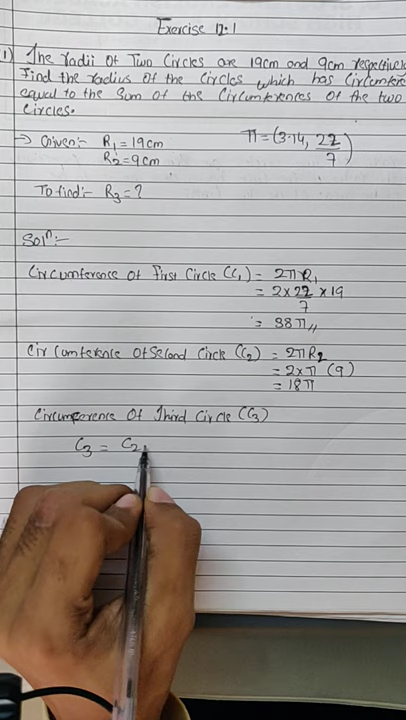 Exercise 12.1
1) The radii of Two Circles are 19cm and 9cm respectively
Find the radius of the circles which has Circumfere
equal to the Sum of the Circumferences of the two
Circles.
→ Given:- R₁ = 19cm π = (3.14, 22/7)
R₂ = 9cm
To find:- R₃ = ?
Solⁿ:-
Circumference of First Circle (C₁) = 2πR₁
= 2 × 22/7 × 19
= 38π//
Circumference Of Second Circle (C₂) = 2πR₂
= 2×π (9)
= 18π
Circumference Of Third Circle (C₃)
C₃ = C₂